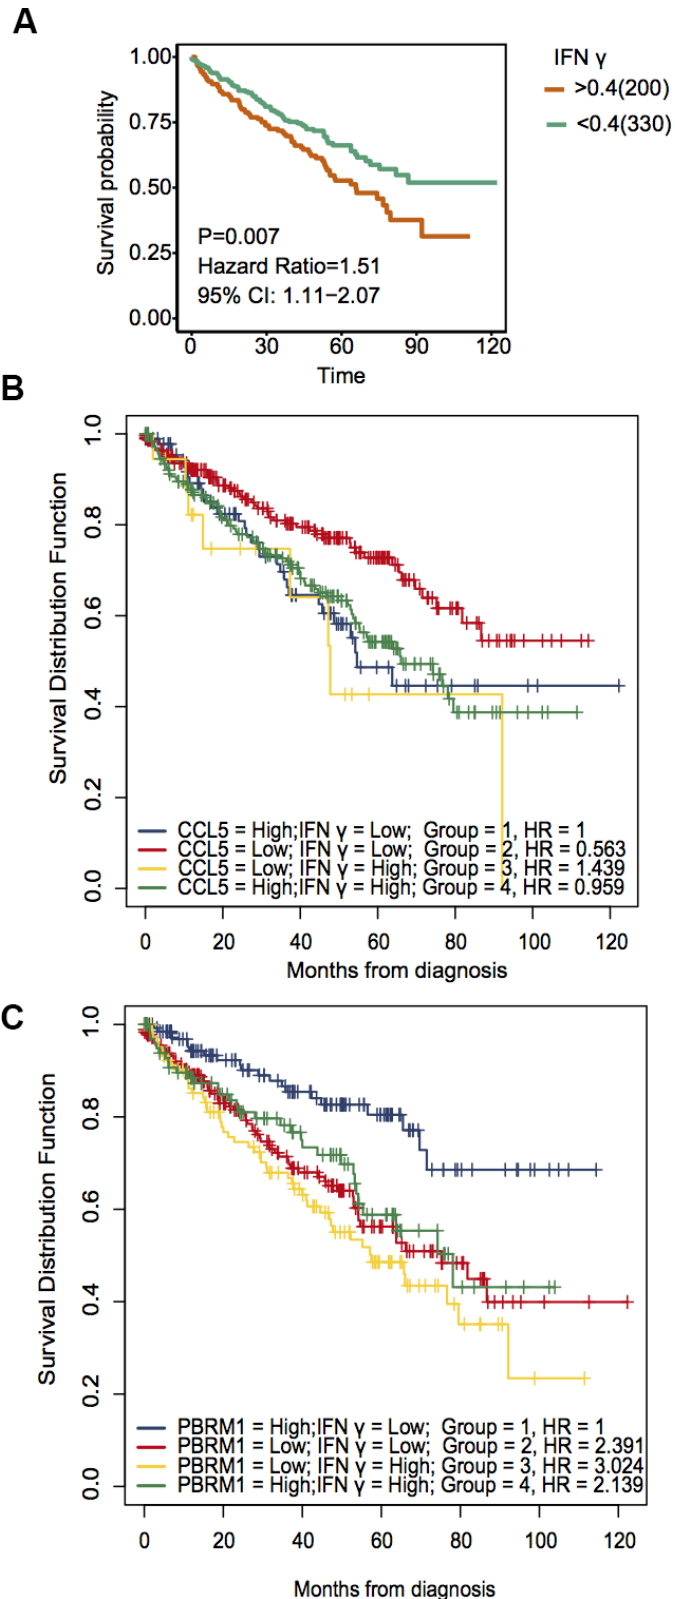 A
1.00
0.75
0.50
0.25
0.00
Survival probability
P=0.007
Hazard Ratio=1.51
95% CI: 1.11−2.07
0 30 60 90 120
Time
IFN γ
>0.4(200)
<0.4(330)
B
1.0
0.8
0.6
0.4
0.2
0.0
Survival Distribution Function
CCL5 = High;IFN γ = Low; Group = 1, HR = 1
CCL5 = Low; IFN γ = Low; Group = 2, HR = 0.563
CCL5 = Low; IFN γ = High; Group = 3, HR = 1.439
CCL5 = High;IFN γ = High; Group = 4, HR = 0.959
0 20 40 60 80 100 120
Months from diagnosis
C
1.0
0.8
0.6
0.4
0.2
0.0
Survival Distribution Function
PBRM1 = High;IFN γ = Low; Group = 1, HR = 1
PBRM1 = Low; IFN γ = Low; Group = 2, HR = 2.391
PBRM1 = Low; IFN γ = High; Group = 3, HR = 3.024
PBRM1 = High;IFN γ = High; Group = 4, HR = 2.139
0 20 40 60 80 100 120
Months from diagnosis